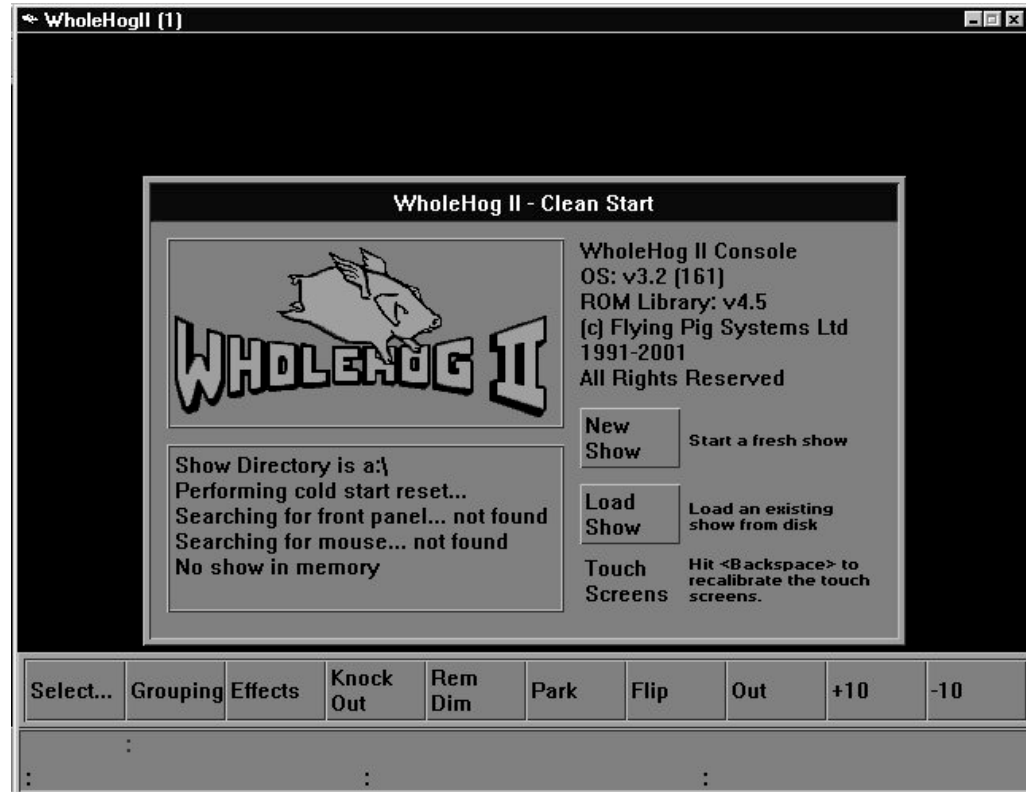 WholeHogII (1)
WholeHog II - Clean Start
WHOLEHOG II
WholeHog II Console
OS: v3.2 (161)
ROM Library: v4.5
(c) Flying Pig Systems Ltd
1991-2001
All Rights Reserved
New
Show
Start a fresh show
Show Directory is a:\
Performing cold start reset...
Searching for front panel... not found
Searching for mouse... not found
No show in memory
Load
Show
Load an existing
show from disk
Touch
Screens
Hit <Backspace> to
recalibrate the touch
screens.
Select...
Grouping
Effects
Knock
Out
Rem
Dim
Park
Flip
Out
+10
-10
:
: : :